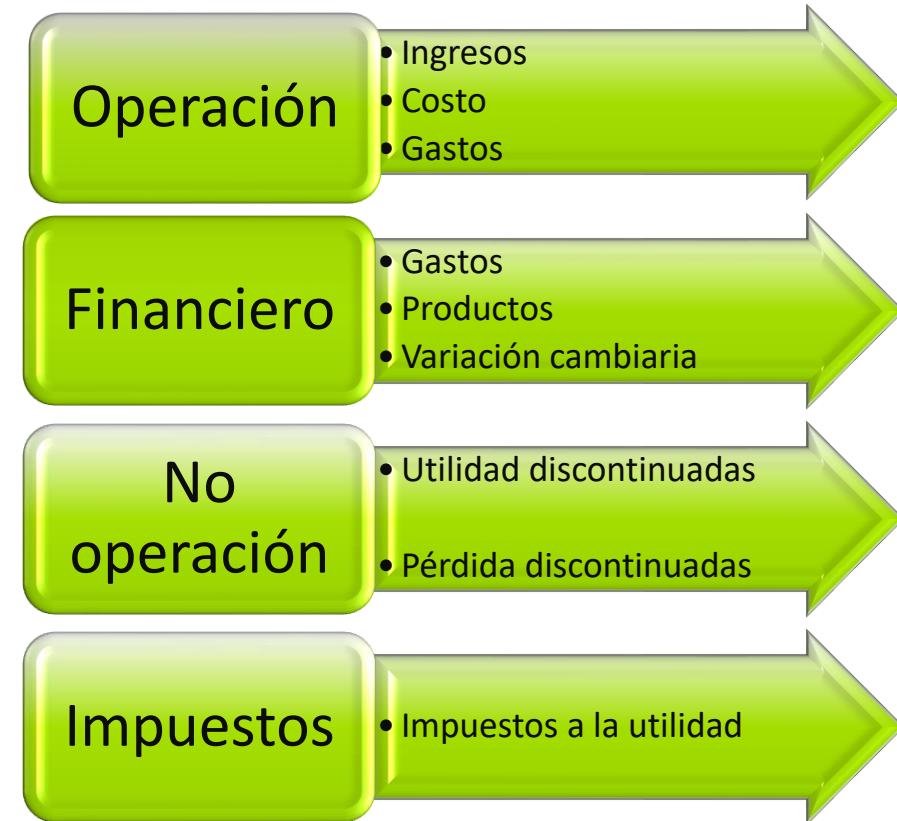 Operación
• Ingresos
• Costo
• Gastos
Financiero
• Gastos
• Productos
• Variación cambiaria
No
operación
• Utilidad discontinuadas
• Pérdida discontinuadas
Impuestos
• Impuestos a la utilidad